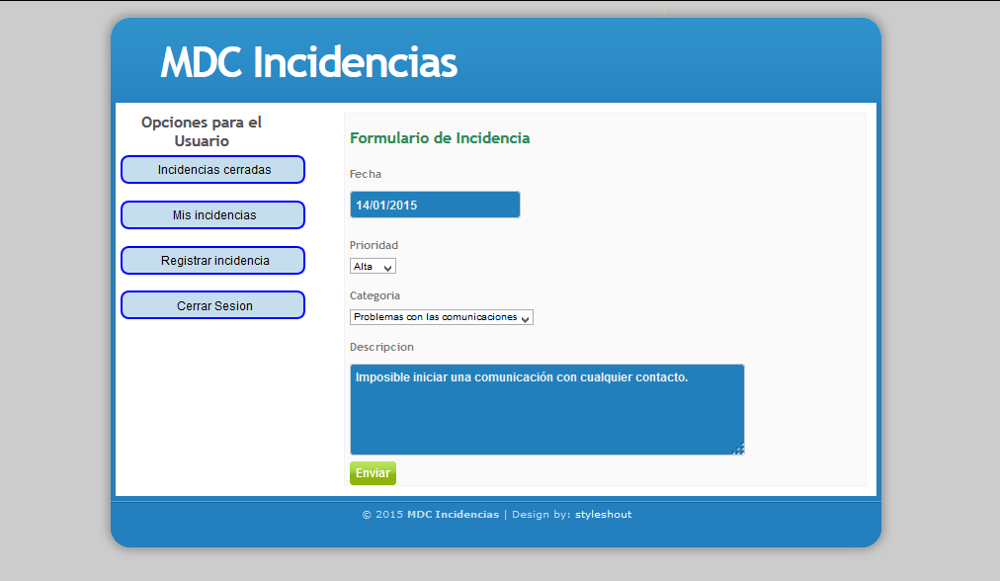 MDC Incidencias
Opciones para el
Usuario
Incidencias cerradas
Mis incidencias
Registrar incidencia
Cerrar Sesion
Formulario de Incidencia
Fecha
14/01/2015
Prioridad
Alta
Categoria
Problemas con las comunicaciones
Descripcion
Imposible iniciar una comunicación con cualquier contacto.
Enviar
© 2015 MDC Incidencias | Design by: styleshout